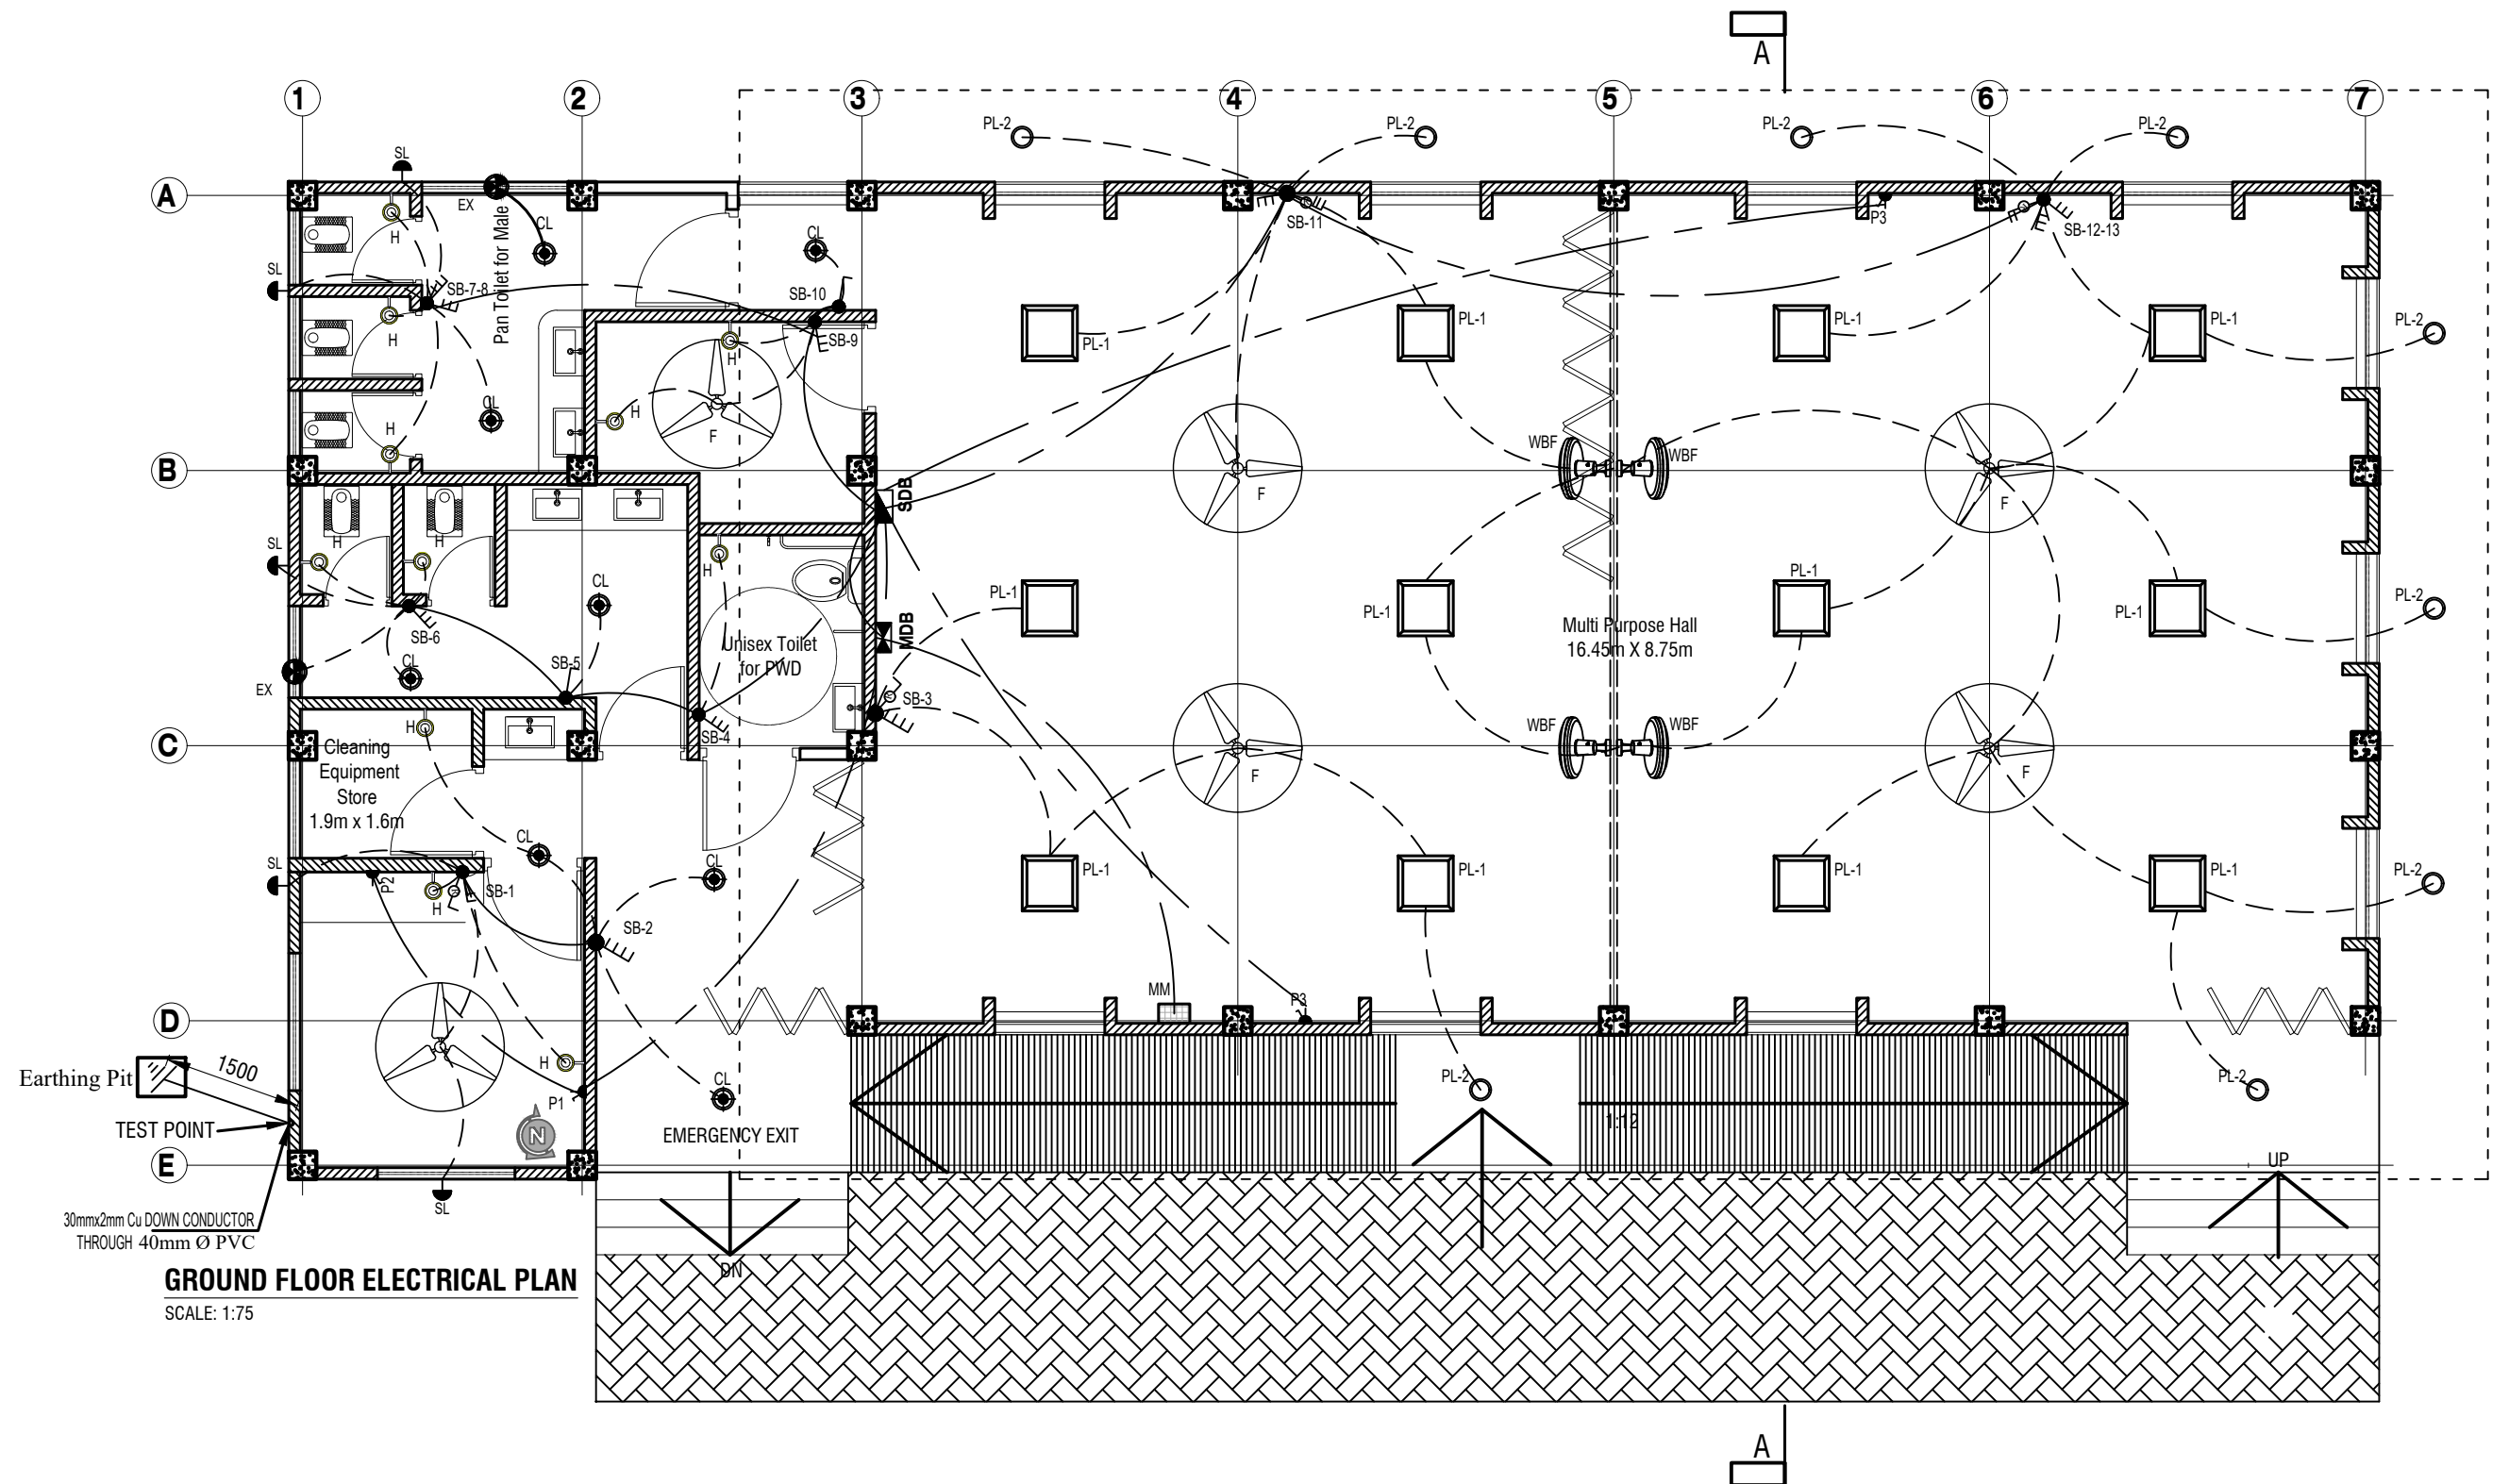 A
1
2
3
4
5
6
7
PL-2
PL-2
PL-2
PL-2
SL
A
EX
P3
SB-11
SB-12-13
CL
CL
H
Pan Toilet for Male
SL
SB-7-8
SB-10
H
SB-9
H
PL-1
PL-1
PL-1
PL-1
PL-2
CL
H
H
F
B
WBF
WBF
SDB
F
F
SL
H
H
H
CL
PL-1
PL-1
PL-1
PL-1
PL-2
SB-6
MDB
Unisex Toilet
for PWD
Multi Purpose Hall
16.45m X 8.75m
CL
SB-5
EX
SB-3
H
SB-4
WBF
WBF
C
Cleaning
Equipment
Store
1.9m x 1.6m
F
F
CL
SL
CL
P2
SB-1
H
PL-1
PL-1
PL-1
PL-1
PL-2
SB-2
MM
P3
D
1500
H
Earthing Pit
CL
PL-2
PL-2
P1
1:12
TEST POINT
N
EMERGENCY EXIT
E
UP
SL
30mmx2mm Cu DOWN CONDUCTOR
THROUGH 40mm Ø PVC
DN
GROUND FLOOR ELECTRICAL PLAN
SCALE: 1:75
A